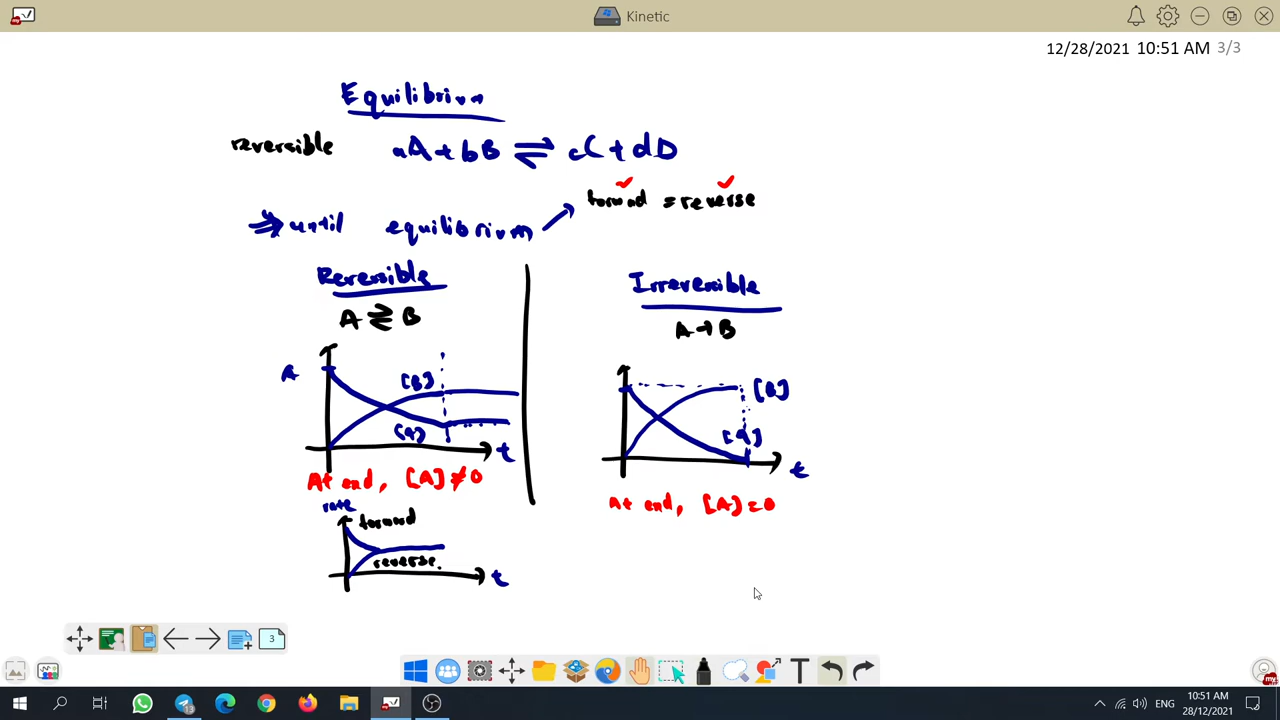 Kinetic
12/28/2021 10:51 AM 3/3
Equilibrium
reversible aA + bB ⇌ cC + dD
forward = reverse
⇒ until equilibrium
Reversible
A ⇄ B
A
[B]
[A]
t
At end, [A] ≠ 0
rate
forward
reverse.
t
Irreversible
A → B
[B]
[A]
t
At end, [A] = 0
3
10:51 AM
28/12/2021